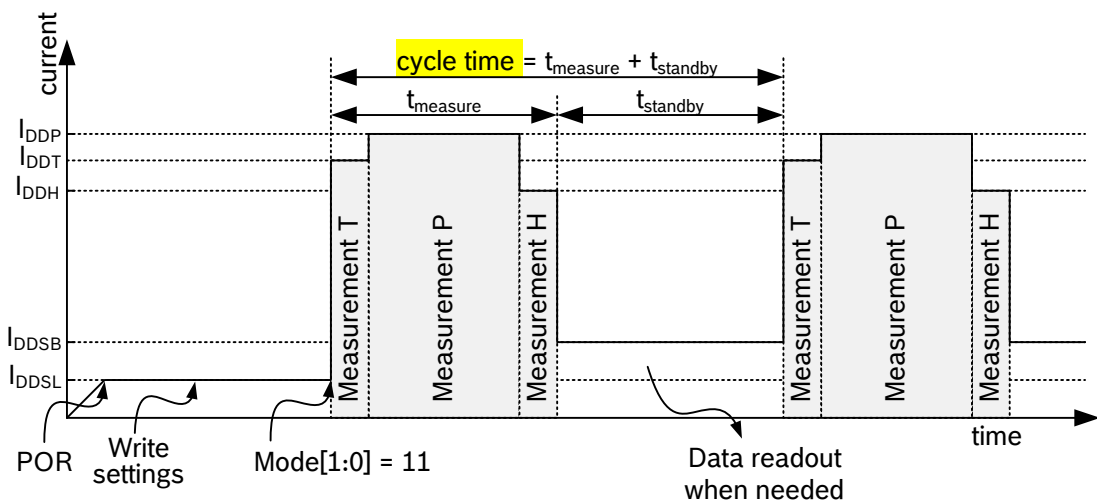 current
cycle time = tmeasure + tstandby
tmeasure
tstandby
IDDP
IDDT
IDDH
IDDSB
IDDSL
Measurement T
Measurement P
Measurement H
Measurement T
Measurement P
Measurement H
time
POR
Write
settings
Mode[1:0] = 11
Data readout
when needed